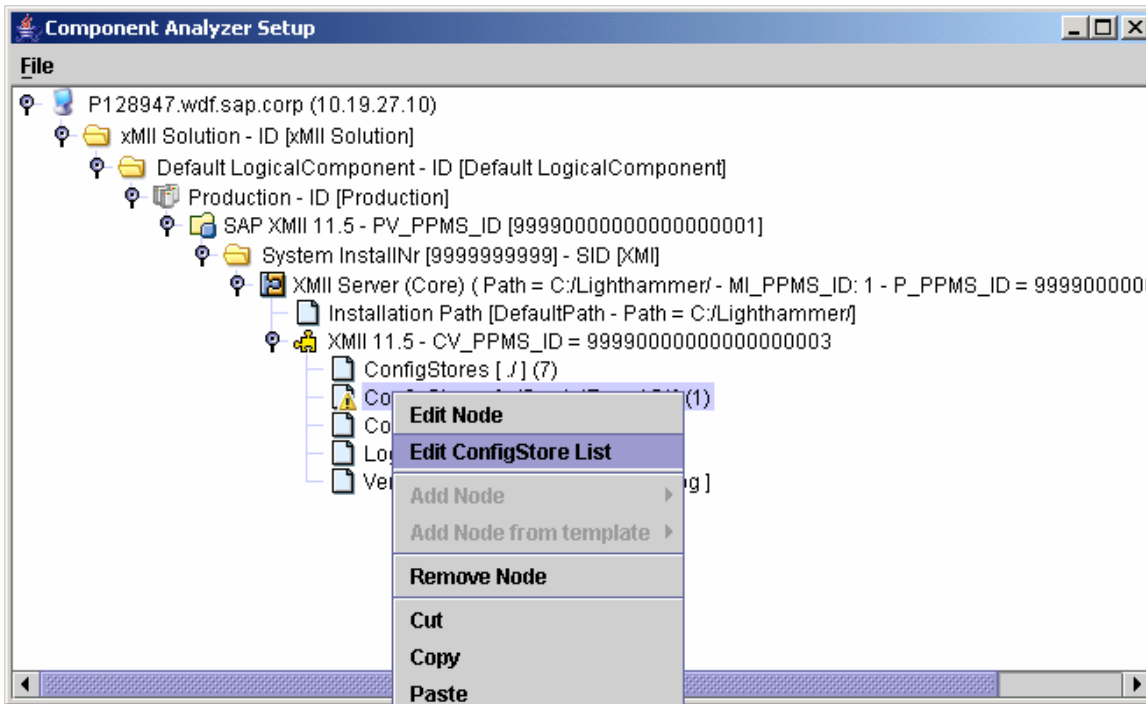 Component Analyzer Setup
File
P128947.wdf.sap.corp (10.19.27.10)
xMII Solution - ID [xMII Solution]
Default LogicalComponent - ID [Default LogicalComponent]
Production - ID [Production]
SAP XMII 11.5 - PV_PPMS_ID [99990000000000000001]
System InstallNr [9999999999] - SID [XMI]
XMII Server (Core) ( Path = C:/Lighthammer/ - MI_PPMS_ID: 1 - P_PPMS_ID = 999900000
Installation Path [DefaultPath - Path = C:/Lighthammer/]
XMII 11.5 - CV_PPMS_ID = 99990000000000000003
ConfigStores [ ./ ] (7)
(1)
Edit Node
Edit ConfigStore List
Add Node
Add Node from template
Remove Node
Cut
Copy
Paste